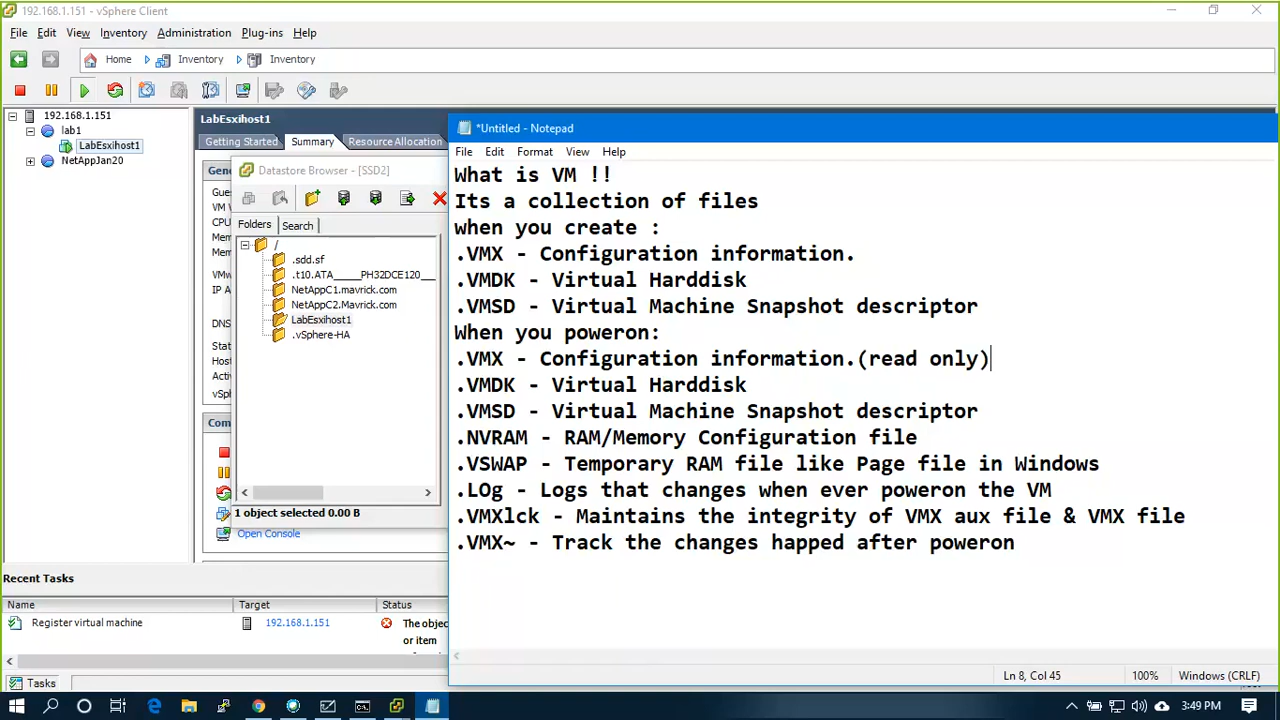 192.168.1.151 - vSphere Client
File Edit View Inventory Administration Plug-ins Help
Home Inventory Inventory
192.168.1.151
lab1
LabEsxihost1
NetAppJan20
LabEsxihost1
Getting Started Summary Resource Allocation
Datastore Browser - [SSD2]
Folders Search
/
.sdd.sf
.t10.ATA_____PH32DCE120___
NetAppC1.mavrick.com
NetAppC2.Mavrick.com
LabEsxihost1
.vSphere-HA
1 object selected 0.00 B
Open Console
*Untitled - Notepad
File Edit Format View Help
What is VM !!
Its a collection of files
when you create :
.VMX - Configuration information.
.VMDK - Virtual Harddisk
.VMSD - Virtual Machine Snapshot descriptor
When you poweron:
.VMX - Configuration information.(read only)
.VMDK - Virtual Harddisk
.VMSD - Virtual Machine Snapshot descriptor
.NVRAM - RAM/Memory Configuration file
.VSWAP - Temporary RAM file like Page file in Windows
.LOg - Logs that changes when ever poweron the VM
.VMXlck - Maintains the integrity of VMX aux file & VMX file
.VMX~ - Track the changes happed after poweron
Ln 8, Col 45 100% Windows (CRLF)
Recent Tasks
Name Target Status
Register virtual machine 192.168.1.151 The objec
or item
Tasks
3:49 PM